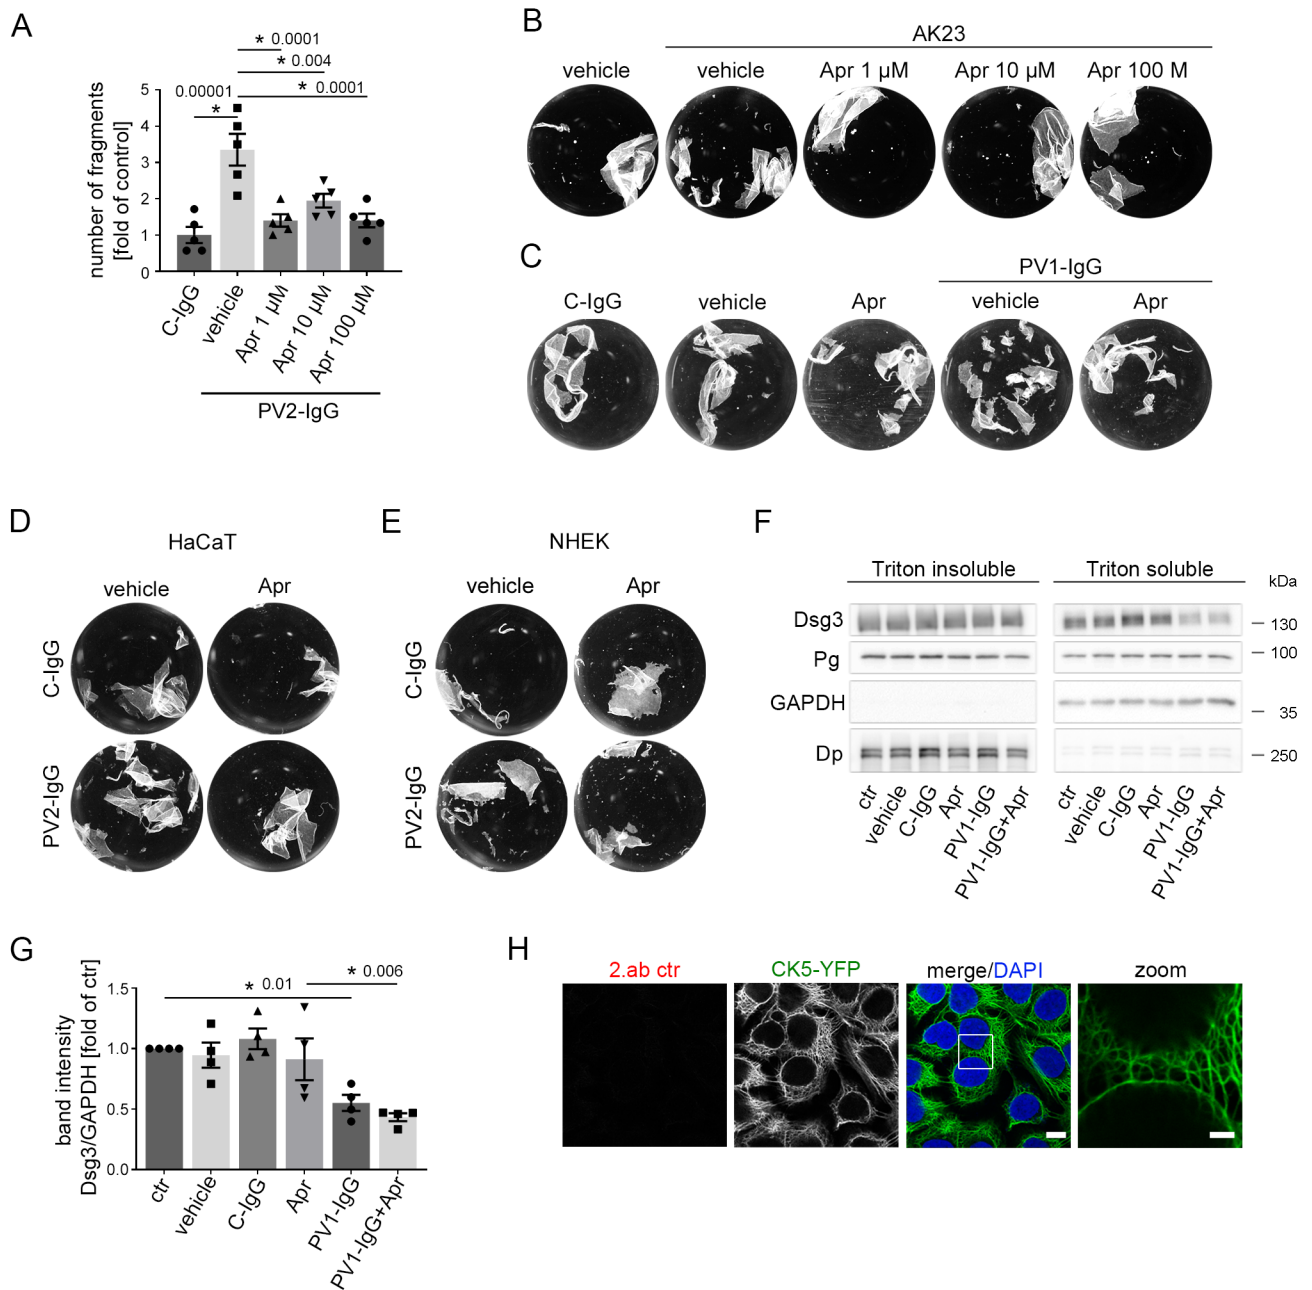 A
* 0.0001
* 0.004
0.00001
* 0.0001
*
number of fragments
[fold of control]
5
4
3
2
1
0
C-IgG
vehicle
Apr 1 µM
Apr 10 µM
Apr 100 µM
PV2-IgG
B
AK23
vehicle
vehicle
Apr 1 µM
Apr 10 µM
Apr 100 M
C
PV1-IgG
C-IgG
vehicle
Apr
vehicle
Apr
D
HaCaT
vehicle
Apr
C-IgG
PV2-IgG
E
NHEK
vehicle
Apr
C-IgG
PV2-IgG
F
Triton insoluble
Triton soluble
kDa
Dsg3
130
Pg
100
GAPDH
35
Dp
250
ctr
vehicle
C-IgG
Apr
PV1-IgG
PV1-IgG+Apr
ctr
vehicle
C-IgG
Apr
PV1-IgG
PV1-IgG+Apr
G
* 0.006
* 0.01
band intensity
Dsg3/GAPDH [fold of ctr]
1.5
1.0
0.5
0.0
ctr
vehicle
C-IgG
Apr
PV1-IgG
PV1-IgG+Apr
H
2.ab ctr
CK5-YFP
merge/DAPI
zoom